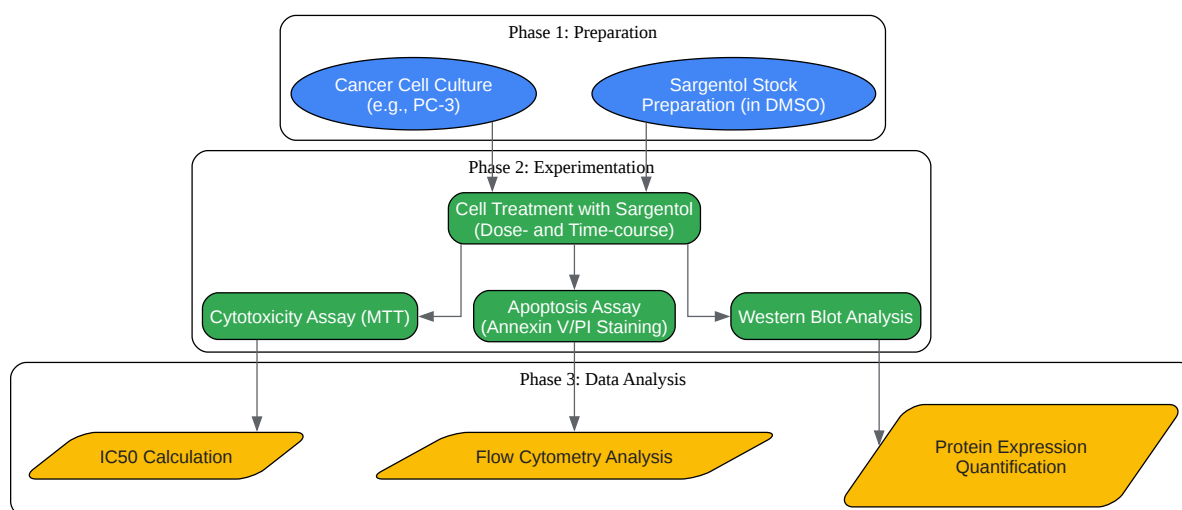 Phase 1: Preparation
Cancer Cell Culture
(e.g., PC-3)
Sargentol Stock
Preparation (in DMSO)
Phase 2: Experimentation
Cell Treatment with Sargentol
(Dose- and Time-course)
Cytotoxicity Assay (MTT)
Apoptosis Assay
(Annexin V/PI Staining)
Western Blot Analysis
Phase 3: Data Analysis
IC50 Calculation
Flow Cytometry Analysis
Protein Expression
Quantification